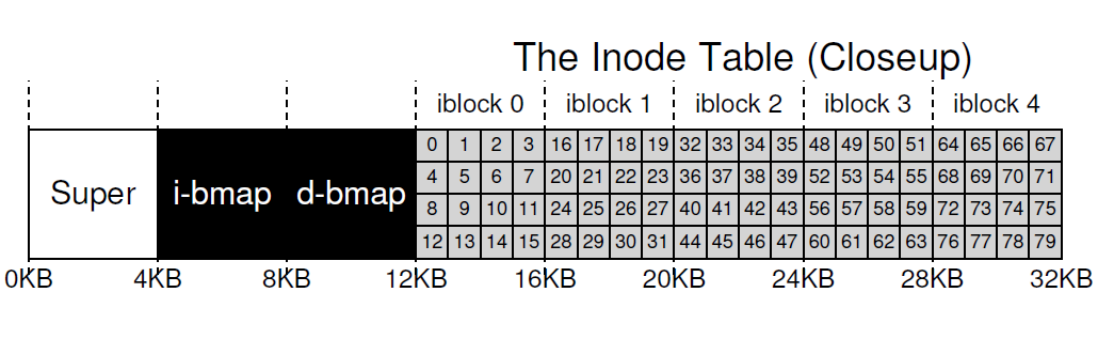 The Inode Table (Closeup)
iblock 0 iblock 1 iblock 2 iblock 3 iblock 4
0 1 2 3 16 17 18 19 32 33 34 35 48 49 50 51 64 65 66 67
4 5 6 7 20 21 22 23 36 37 38 39 52 53 54 55 68 69 70 71
Super i-bmap d-bmap
8 9 10 11 24 25 26 27 40 41 42 43 56 57 58 59 72 73 74 75
12 13 14 15 28 29 30 31 44 45 46 47 60 61 62 63 76 77 78 79
0KB 4KB 8KB 12KB 16KB 20KB 24KB 28KB 32KB